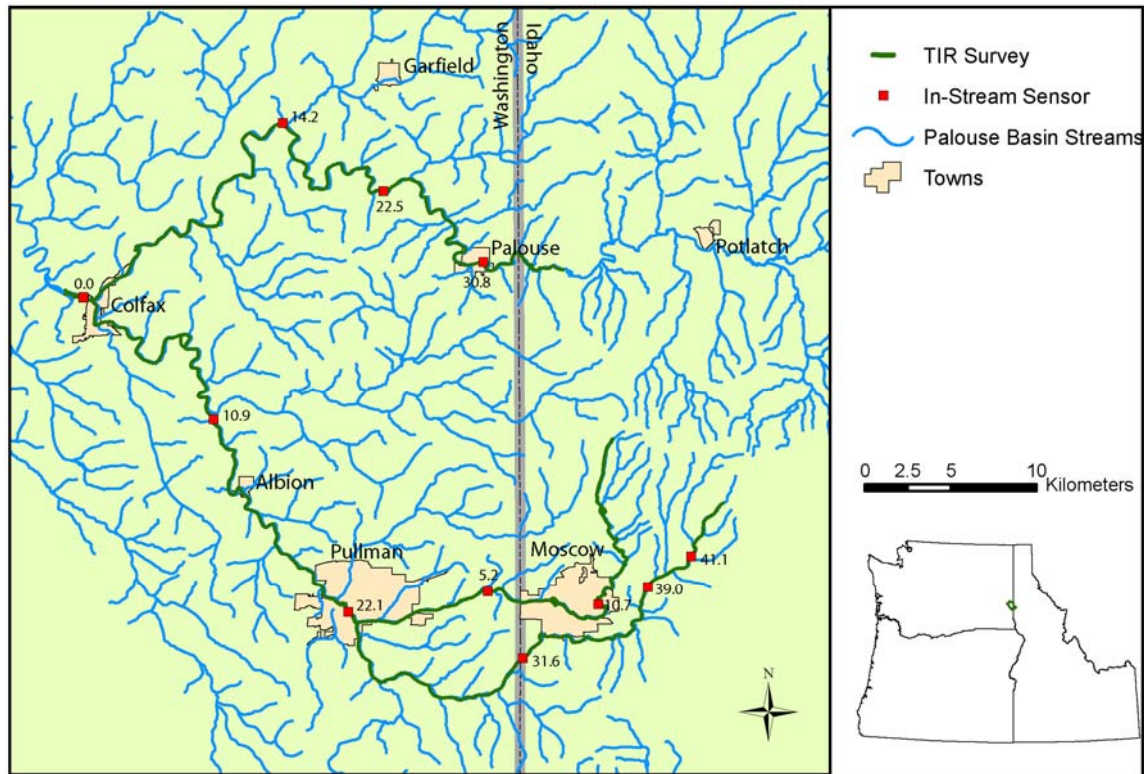 Washington
Idaho
Garfield
14.2
22.5
Palouse
30.8
Potlatch
0.0
Colfax
10.9
Albion
Pullman
22.1
5.2
Moscow
10.7
39.0
41.1
31.6
N
TIR Survey
In-Stream Sensor
Palouse Basin Streams
Towns
0 2.5 5 10
Kilometers